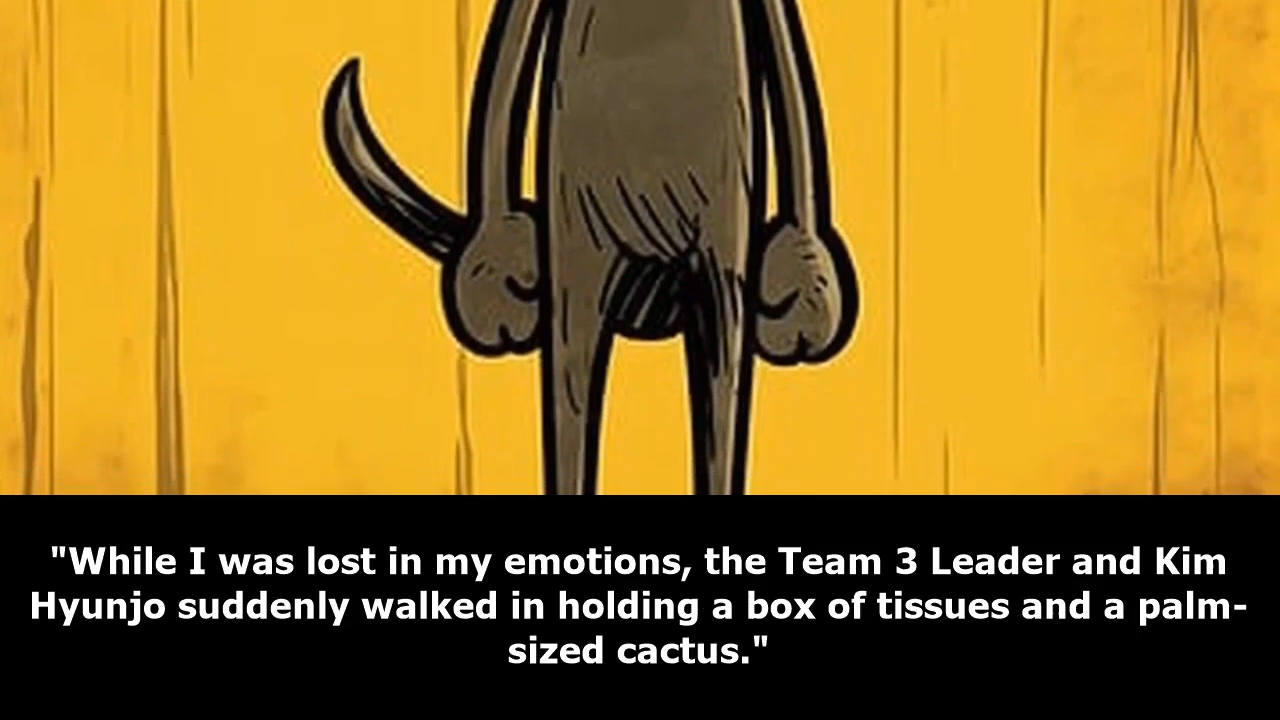 "While I was lost in my emotions, the Team 3 Leader and Kim
Hyunjo suddenly walked in holding a box of tissues and a palm-
sized cactus."